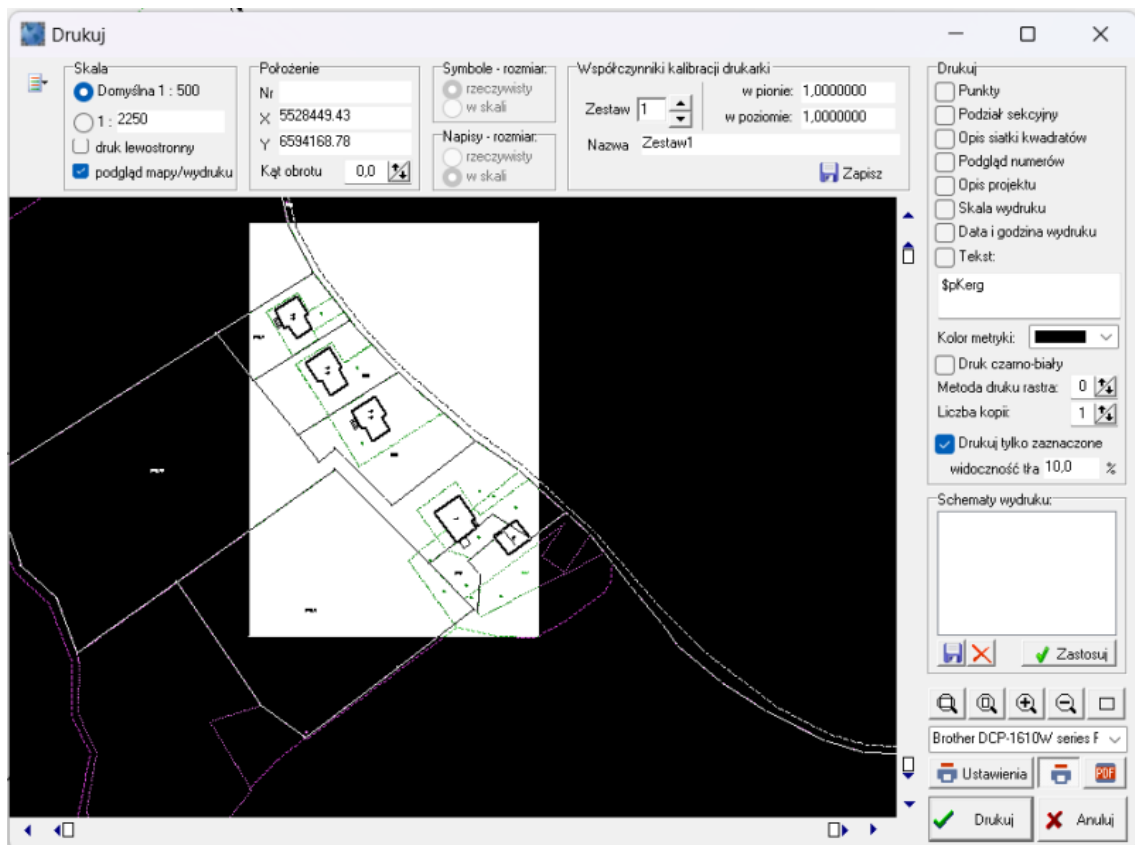 Drukuj
Skala
Domyślna 1 : 500
1 : 2250
druk lewostronny
podgląd mapy/wydruku
Położenie
Nr
X 5528449.43
Y 6594168.78
Kąt obrotu 0,0
Symbole - rozmiar:
rzeczywisty
w skali
Napisy - rozmiar:
rzeczywisty
w skali
Współczynniki kalibracji drukarki
Zestaw 1
w pionie: 1,0000000
w poziomie: 1,0000000
Nazwa Zestaw1
Zapisz
Drukuj
Punkty
Podział sekcyjny
Opis siatki kwadratów
Podgląd numerów
Opis projektu
Skala wydruku
Data i godzina wydruku
Tekst:
$pKerg
Kolor metryki:
Druk czarno-biały
Metoda druku rastra: 0
Liczba kopii: 1
Drukuj tylko zaznaczone
widoczność tła 10,0 %
Schematy wydruku:
Zastosuj
Brother DCP-1610W series F
Ustawienia
PDF
Drukuj
Anuluj